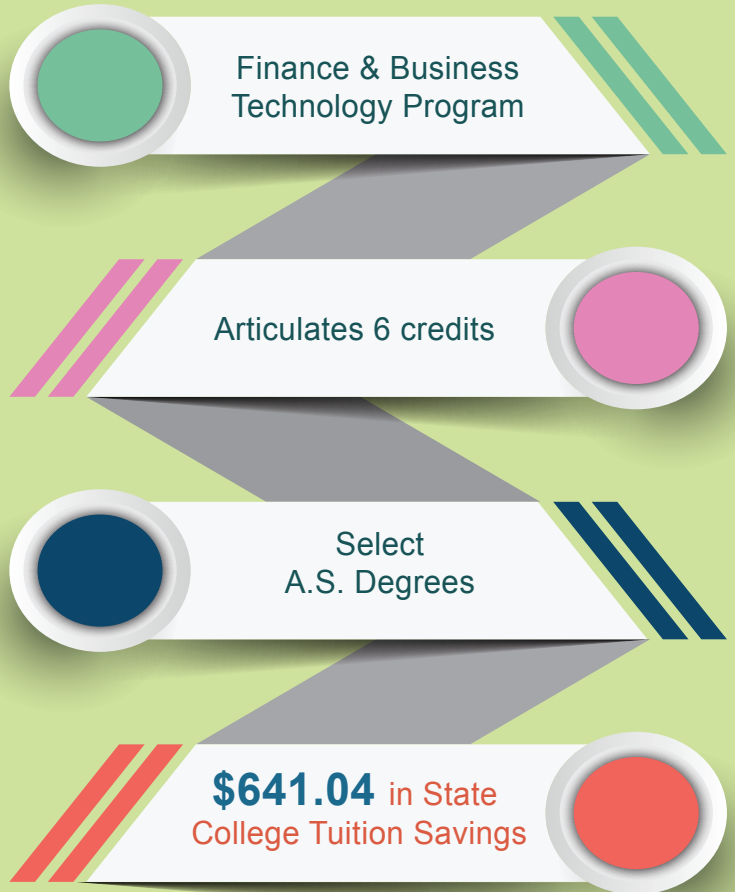 Finance & Business
Technology Program
Articulates 6 credits
Select
A.S. Degrees
$641.04 in State
College Tuition Savings